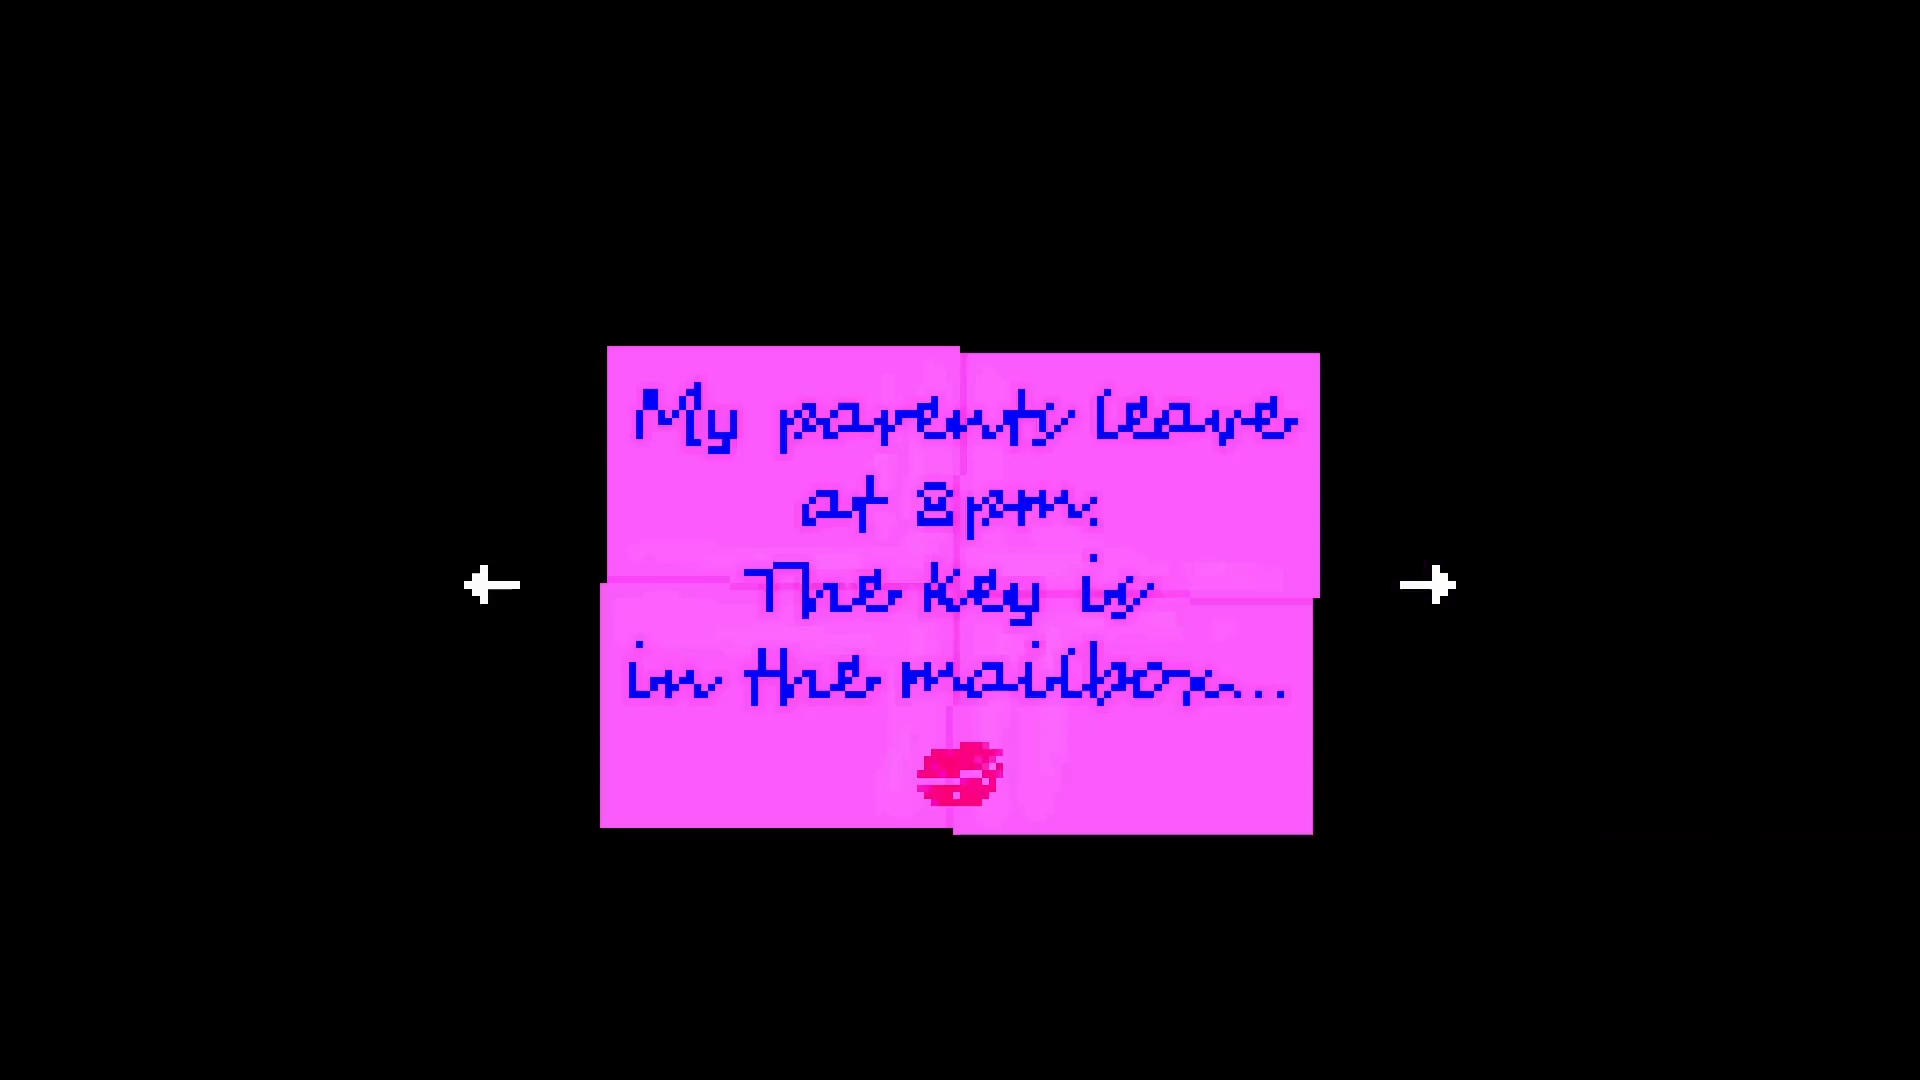 My parents leave
at 8pm.
The key is
in the mailbox...